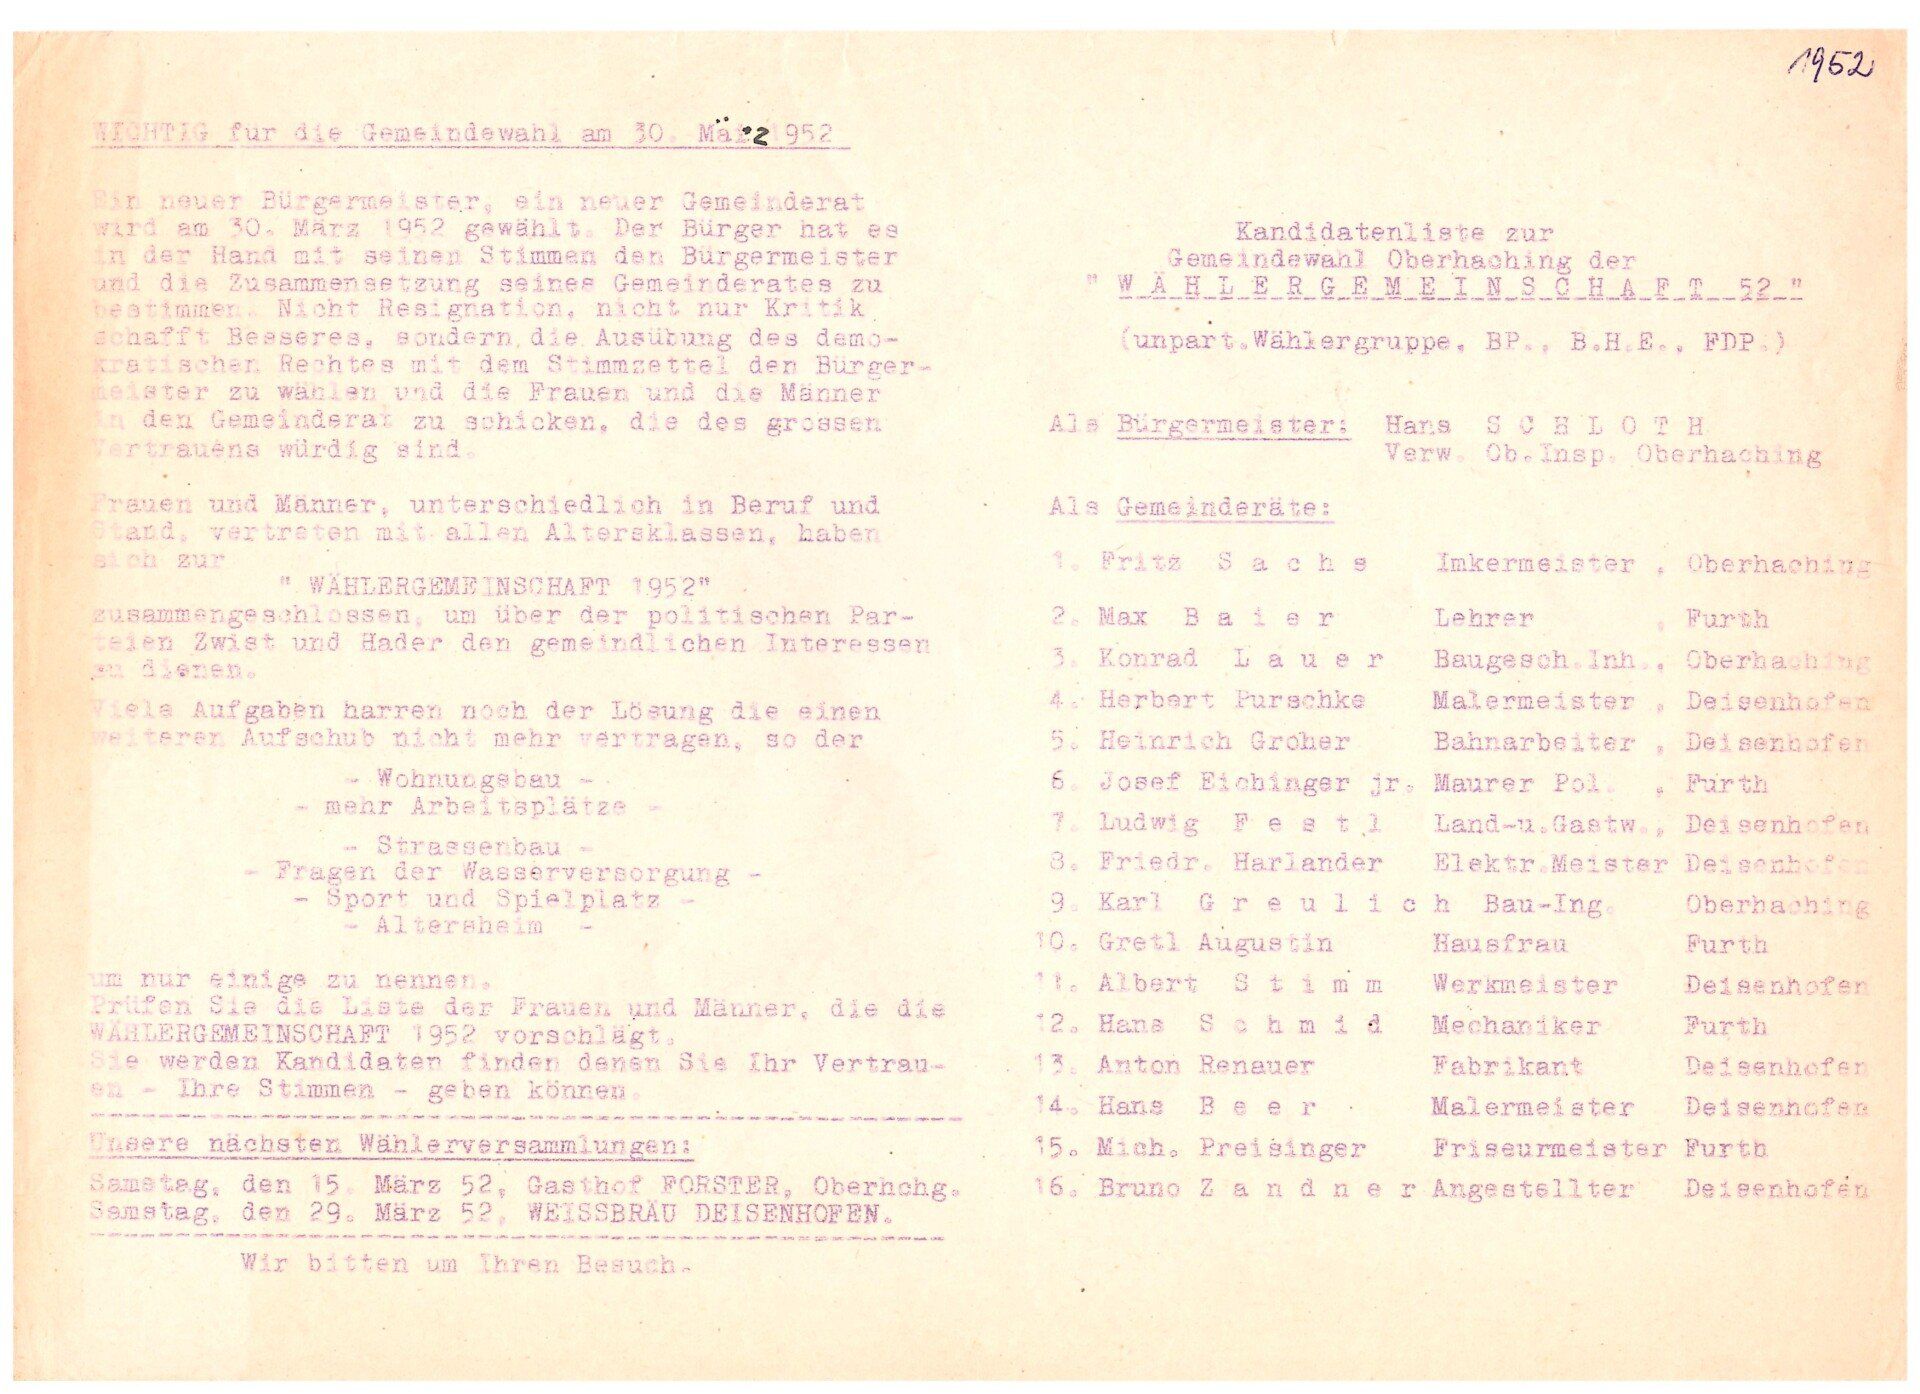 1952
WICHTIG für die Gemeindewahl am 30. März 1952
Ein neuer Bürgermeister, ein neuer Gemeinderat
wird am 30. März 1952 gewählt. Der Bürger hat es
in der Hand mit seinen Stimmen den Bürgermeister
und die Zusammensetzung seines Gemeinderates zu
bestimmen. Nicht Resignation, nicht nur Kritik
schafft Besseres, sondern die Ausübung des demo-
kratischen Rechtes mit dem Stimmzettel den Bürger-
meister zu wählen und die Frauen und die Männer
in den Gemeinderat zu schicken, die des grossen
Vertrauens würdig sind.
Frauen und Männer, unterschiedlich in Beruf und
Stand, vertreten mit allen Altersklassen, haben
sich zur
" WÄHLERGEMEINSCHAFT 1952"
zusammengeschlossen, um über der politischen Par-
teien Zwist und Hader den gemeindlichen Interessen
zu dienen.
Viele Aufgaben harren noch der Lösung die einen
weiteren Aufschub nicht mehr vertragen, so der
- Wohnungsbau -
- mehr Arbeitsplätze -
- Strassenbau -
- Fragen der Wasserversorgung -
- Sport und Spielplatz -
- Altersheim -
um nur einige zu nennen.
Prüfen Sie die Liste der Frauen und Männer, die die
WÄHLERGEMEINSCHAFT 1952 vorschlägt.
Sie werden Kandidaten finden denen Sie Ihr Vertrau-
en - Ihre Stimmen - geben können.
Unsere nächsten Wählerversammlungen:
Samstag, den 15. März 52, Gasthof FORSTER, Oberhchg.
Samstag, den 29. März 52, WEISSBRÄU DEISENHOFEN.
Wir bitten um Ihren Besuch.
Kandidatenliste zur
Gemeindewahl Oberhaching der
" W Ä H L E R G E M E I N S C H A F T 52 "
(unpart.Wählergruppe, BP., B.H.E., FDP.)
Als Bürgermeister: Hans S C H L O T H
Verw. Ob.Insp. Oberhaching
Als Gemeinderäte:
1. Fritz S a c h s Imkermeister , Oberhaching
2. Max B a i e r Lehrer , Furth
3. Konrad L a u e r Baugesch.Inh., Oberhaching
4. Herbert Purschke Malermeister , Deisenhofen
5. Heinrich Groher Bahnarbeiter , Deisenhofen
6. Josef Eichinger jr. Maurer Pol. , Furth
7. Ludwig F e s t l Land-u.Gastw., Deisenhofen
8. Friedr. Harlander Elektr.Meister Deisenhofen
9. Karl G r e u l i c h Bau-Ing. Oberhaching
10. Gretl Augustin Hausfrau Furth
11. Albert S t i m m Werkmeister Deisenhofen
12. Hans S c h m i d Mechaniker Furth
13. Anton Renauer Fabrikant Deisenhofen
14. Hans B e e r Malermeister Deisenhofen
15. Mich. Preisinger Friseurmeister Furth
16. Bruno Z a n d n e r Angestellter Deisenhofen